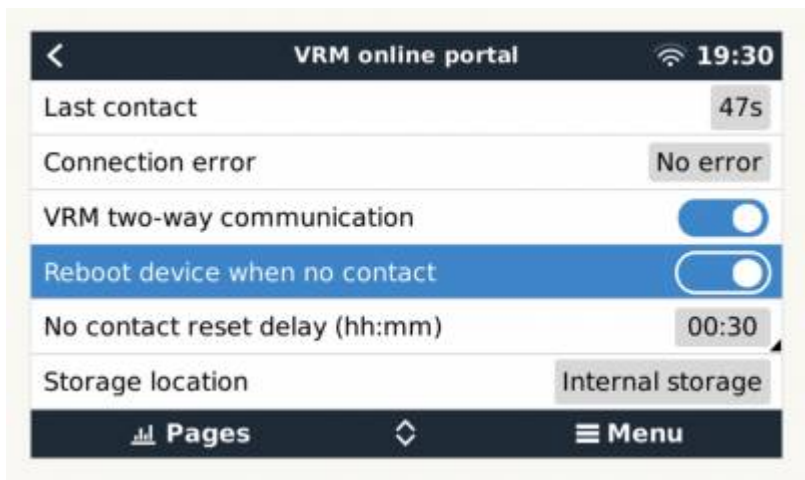 VRM online portal 19:30
Last contact 47s
Connection error No error
VRM two-way communication
Reboot device when no contact
No contact reset delay (hh:mm) 00:30
Storage location Internal storage
Pages Menu